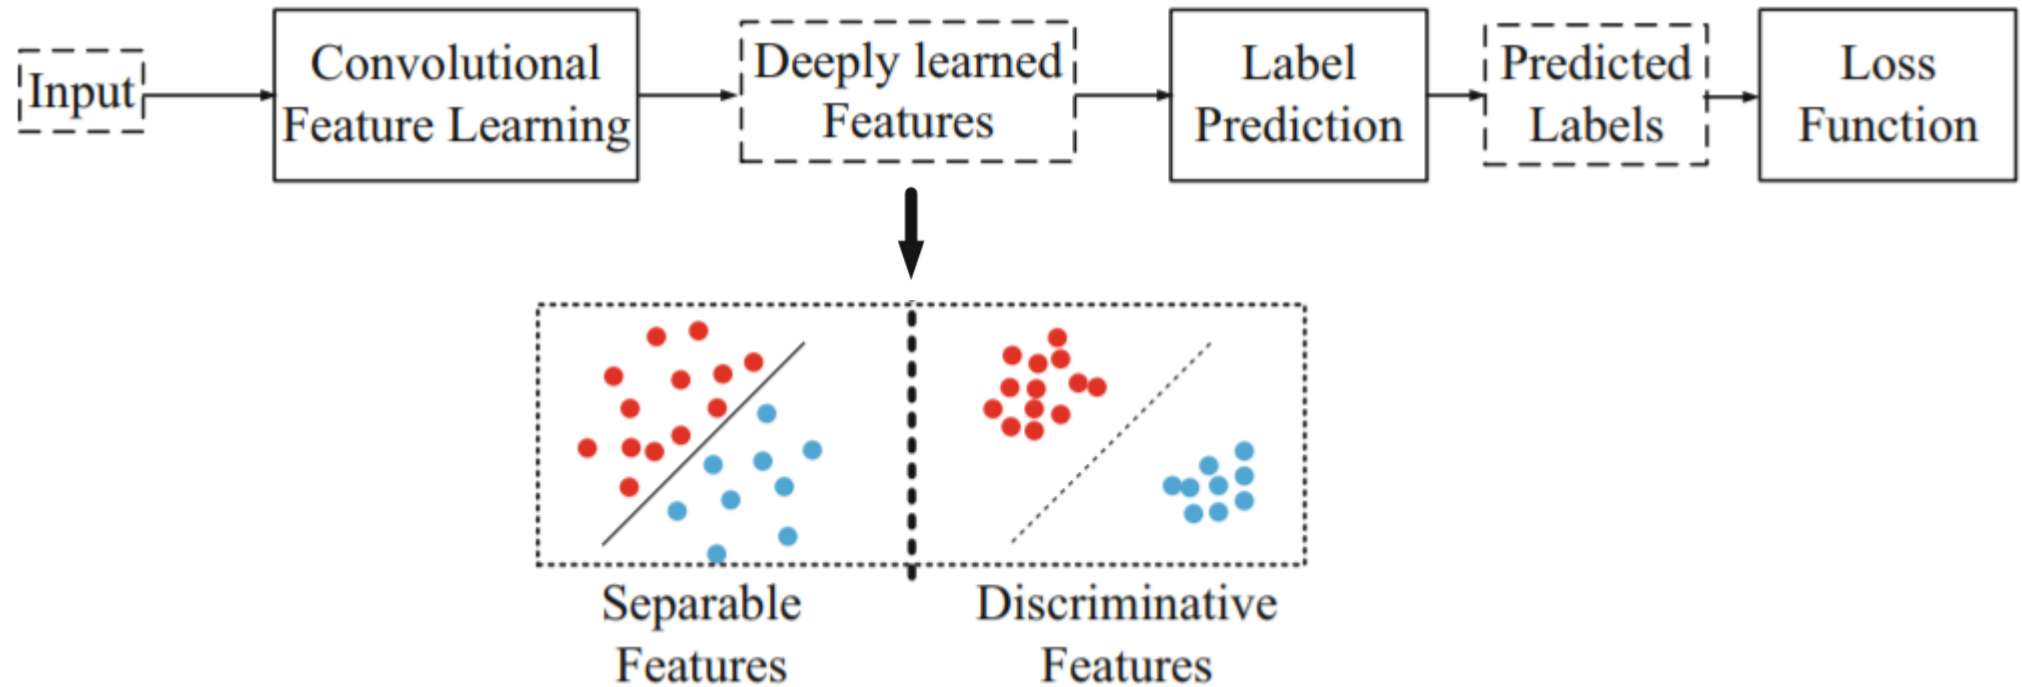 Input
Convolutional
Feature Learning
Deeply learned
Features
Label
Prediction
Predicted
Labels
Loss
Function
Separable
Features
Discriminative
Features